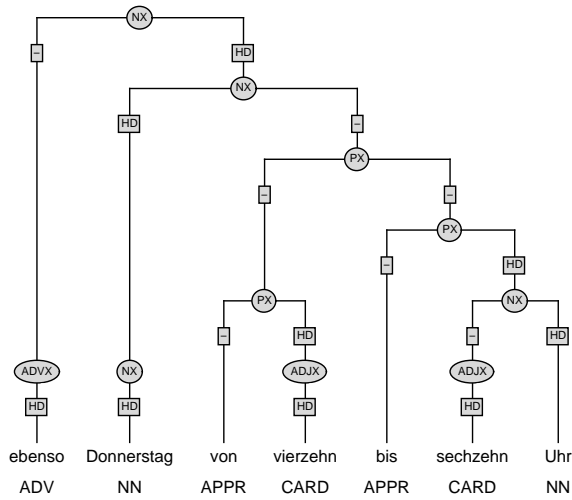 NX
– HD
NX
HD –
PX
– –
PX
– HD
PX NX
– HD – HD
ADVX NX ADJX ADJX
HD HD HD HD
ebenso Donnerstag von vierzehn bis sechzehn Uhr
ADV NN APPR CARD APPR CARD NN